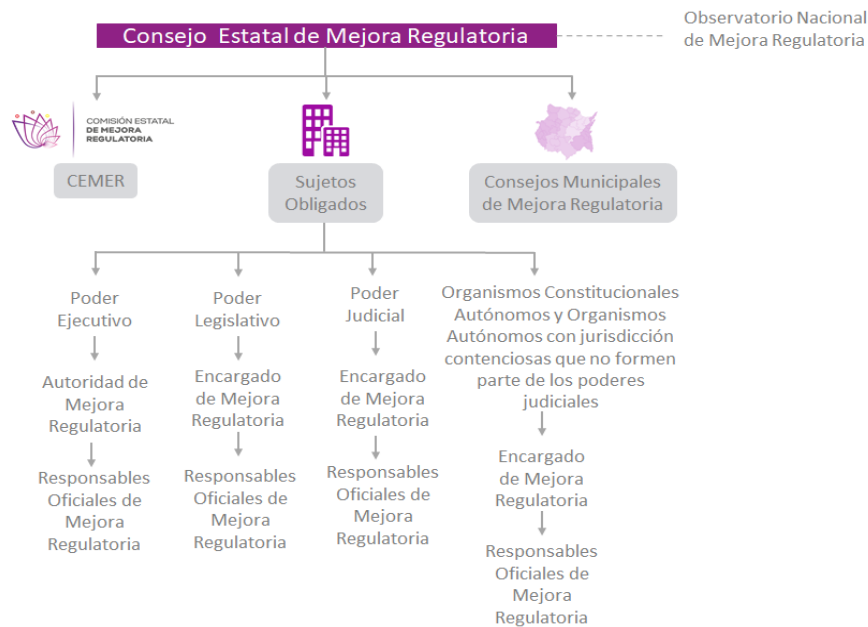 Consejo Estatal de Mejora Regulatoria
Observatorio Nacional
de Mejora Regulatoria
COMISIÓN ESTATAL
DE MEJORA
REGULATORIA
CEMER
Sujetos
Obligados
Consejos Municipales
de Mejora Regulatoria
Poder
Ejecutivo
Autoridad de
Mejora
Regulatoria
Responsables
Oficiales de
Mejora
Regulatoria
Poder
Legislativo
Encargado
de Mejora
Regulatoria
Responsables
Oficiales de
Mejora
Regulatoria
Poder
Judicial
Encargado
de Mejora
Regulatoria
Responsables
Oficiales de
Mejora
Regulatoria
Organismos Constitucionales
Autónomos y Organismos
Autónomos con jurisdicción
contenciosas que no formen
parte de los poderes
judiciales
Encargado
de Mejora
Regulatoria
Responsables
Oficiales de
Mejora
Regulatoria